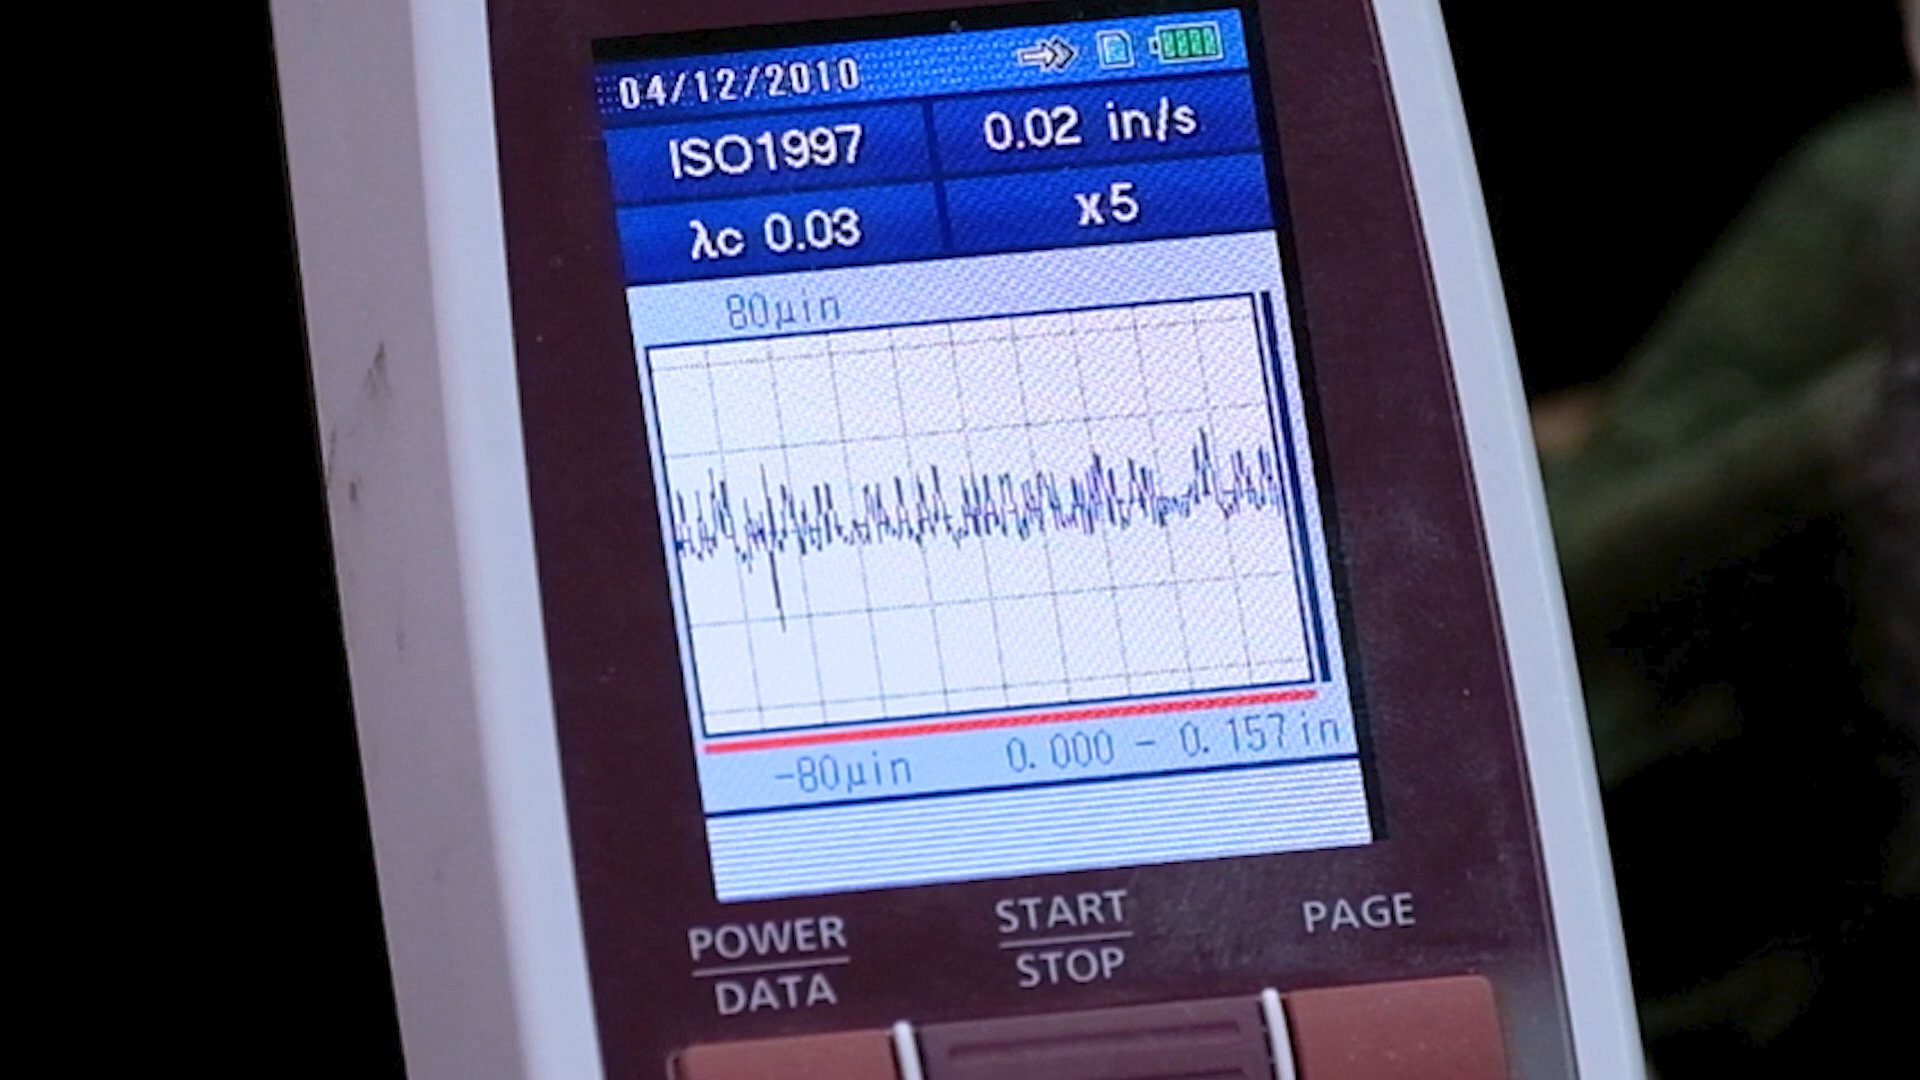 04/12/2010
ISO1997 0.02 in/s
λc 0.03 x5
80µin
-80µin 0.000 - 0.157in
POWER START PAGE
DATA STOP